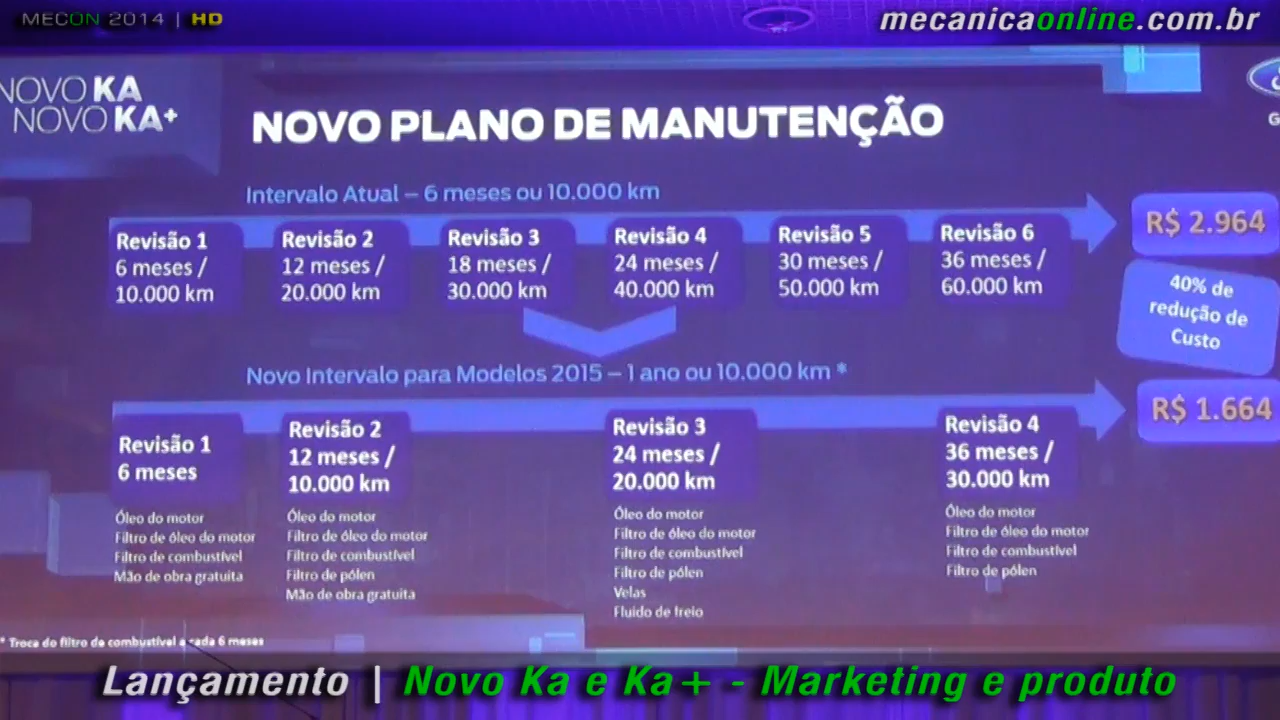 MECON 2014 | HD
mecanicaonline.com.br
NOVO KA
NOVO KA+
NOVO PLANO DE MANUTENÇÃO
Intervalo Atual – 6 meses ou 10.000 km
Revisão 1
6 meses /
10.000 km
Revisão 2
12 meses /
20.000 km
Revisão 3
18 meses /
30.000 km
Revisão 4
24 meses /
40.000 km
Revisão 5
30 meses /
50.000 km
Revisão 6
36 meses /
60.000 km
R$ 2.964
40% de
redução de
Custo
Novo Intervalo para Modelos 2015 – 1 ano ou 10.000 km *
R$ 1.664
Revisão 1
6 meses
Óleo do motor
Filtro de óleo do motor
Filtro de combustível
Mão de obra gratuita
Revisão 2
12 meses /
10.000 km
Óleo do motor
Filtro de óleo do motor
Filtro de combustível
Filtro de pólen
Mão de obra gratuita
Revisão 3
24 meses /
20.000 km
Óleo do motor
Filtro de óleo do motor
Filtro de combustível
Filtro de pólen
Velas
Fluido de freio
Revisão 4
36 meses /
30.000 km
Óleo do motor
Filtro de óleo do motor
Filtro de combustível
Filtro de pólen
* Troca do filtro de combustível a cada 6 meses
Lançamento | Novo Ka e Ka+ - Marketing e produto